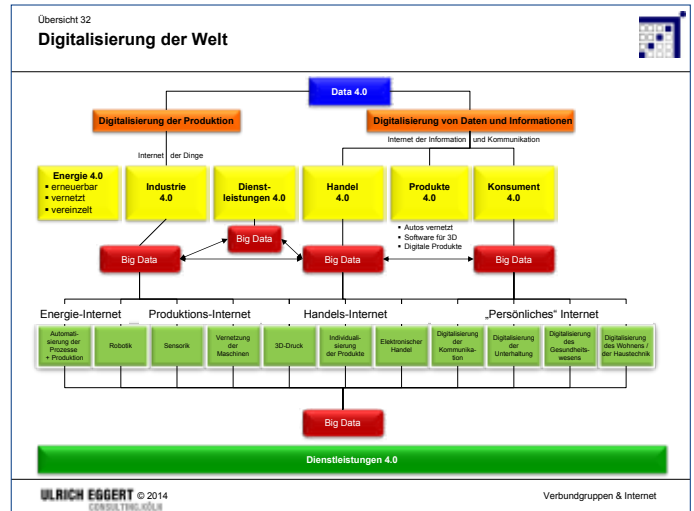 Übersicht 32
Digitalisierung der Welt
Data 4.0
Digitalisierung der Produktion
Digitalisierung von Daten und Informationen
Internet der Information und Kommunikation
Internet der Dinge
Energie 4.0
▪ erneuerbar
▪ vernetzt
▪ vereinzelt
Industrie
4.0
Dienst-
leistungen 4.0
Handel
4.0
Produkte
4.0
Konsument
4.0
▪ Autos vernetzt
▪ Software für 3D
▪ Digitale Produkte
Big Data
Big Data
Big Data
Big Data
Energie-Internet
Produktions-Internet
Handels-Internet
„Persönliches“ Internet
Automati-
sierung der
Prozesse
+ Produktion
Robotik
Sensorik
Vernetzung
der
Maschinen
3D-Druck
Individuali-
sierung
der Produkte
Elektronischer
Handel
Digitalisierung
der
Kommunika-
tion
Digitalisierung
der
Unterhaltung
Digitalisierung
des
Gesundheits-
wesens
Digitalisierung
des Wohnens /
der Haustechnik
Big Data
Dienstleistungen 4.0
ULRICH EGGERT © 2014
CONSULTING.KÖLN
Verbundgruppen & Internet